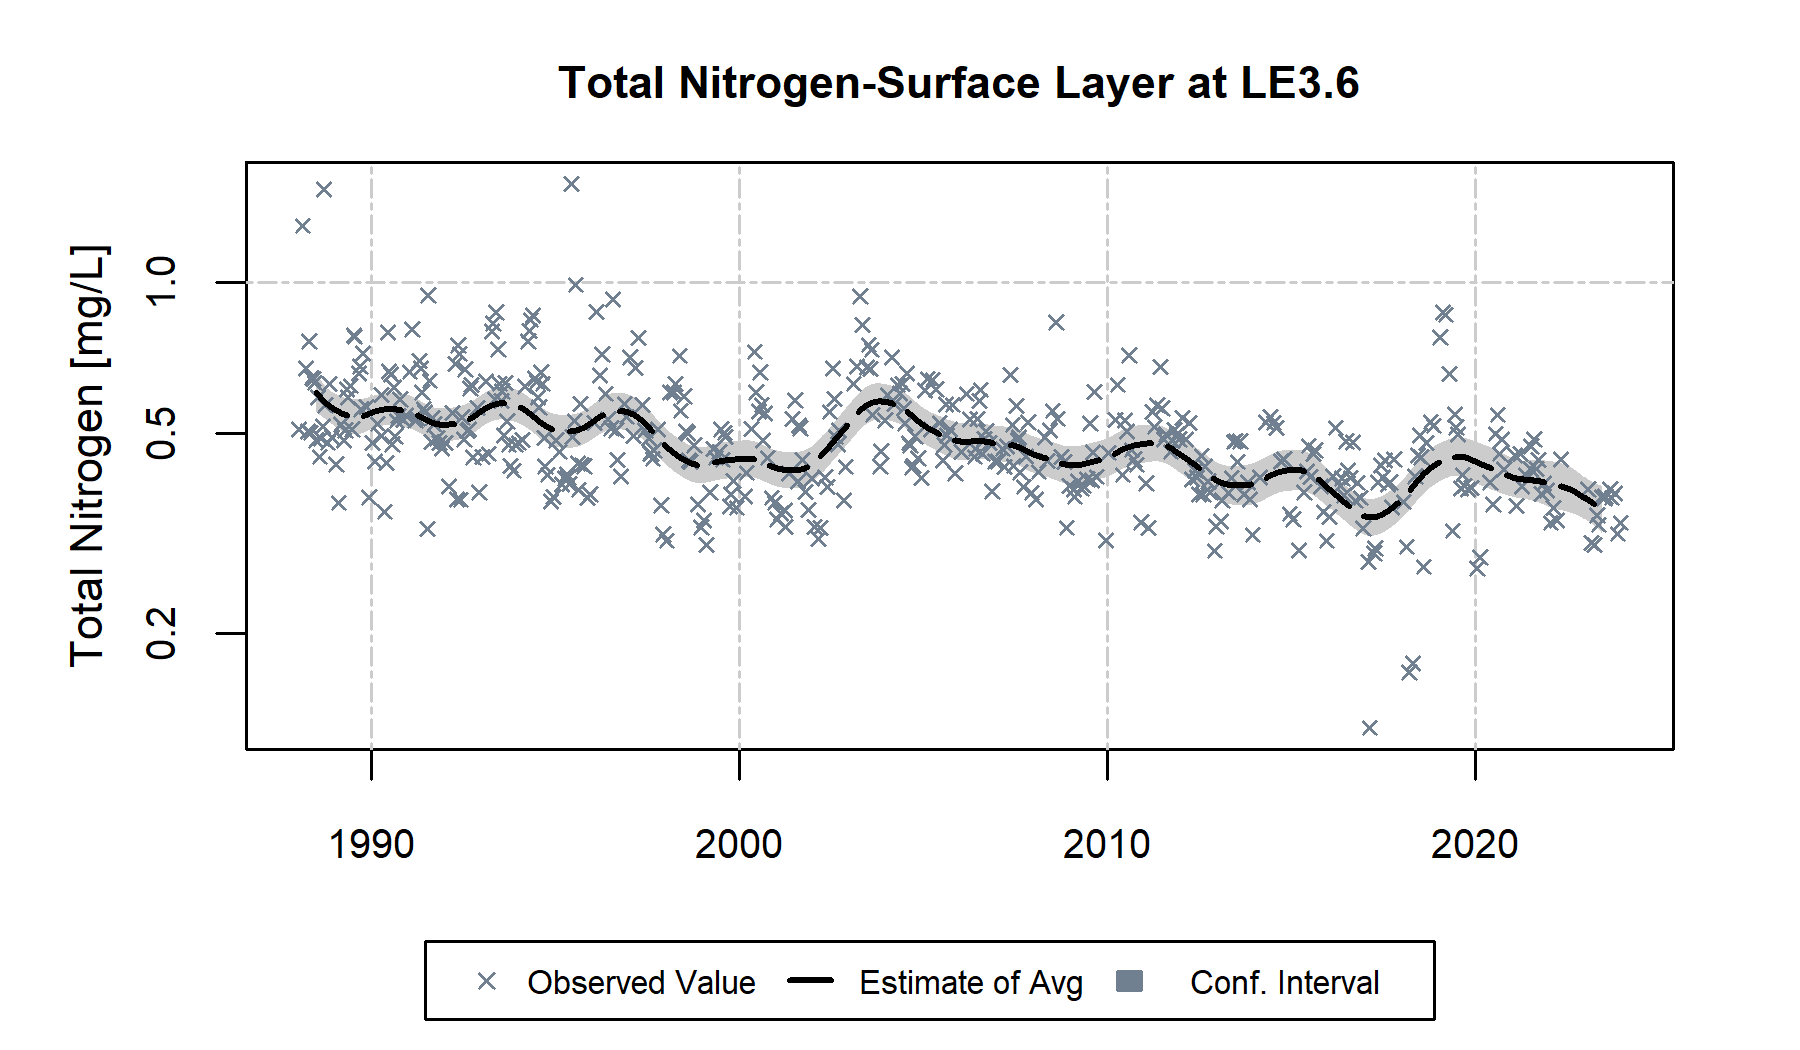 Total Nitrogen-Surface Layer at LE3.6
Total Nitrogen [mg/L]
1.0
0.5
0.2
1990 2000 2010 2020
Observed Value Estimate of Avg Conf. Interval